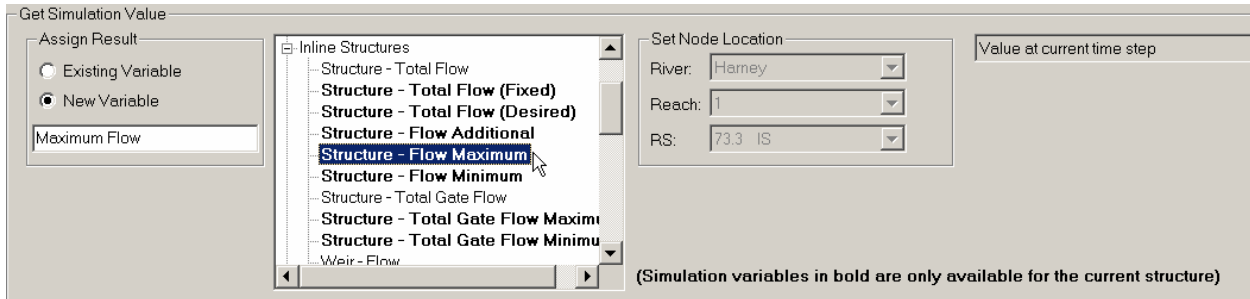 Get Simulation Value
Assign Result
Existing Variable
New Variable
Maximum Flow
Inline Structures
Structure - Total Flow
Structure - Total Flow (Fixed)
Structure - Total Flow (Desired)
Structure - Flow Additional
Structure - Flow Maximum
Structure - Flow Minimum
Structure - Total Gate Flow
Structure - Total Gate Flow Maximu
Structure - Total Gate Flow Minimu
Weir - Flow
Set Node Location
River: Harney
Reach: 1
RS: 73.3 IS
Value at current time step
(Simulation variables in bold are only available for the current structure)